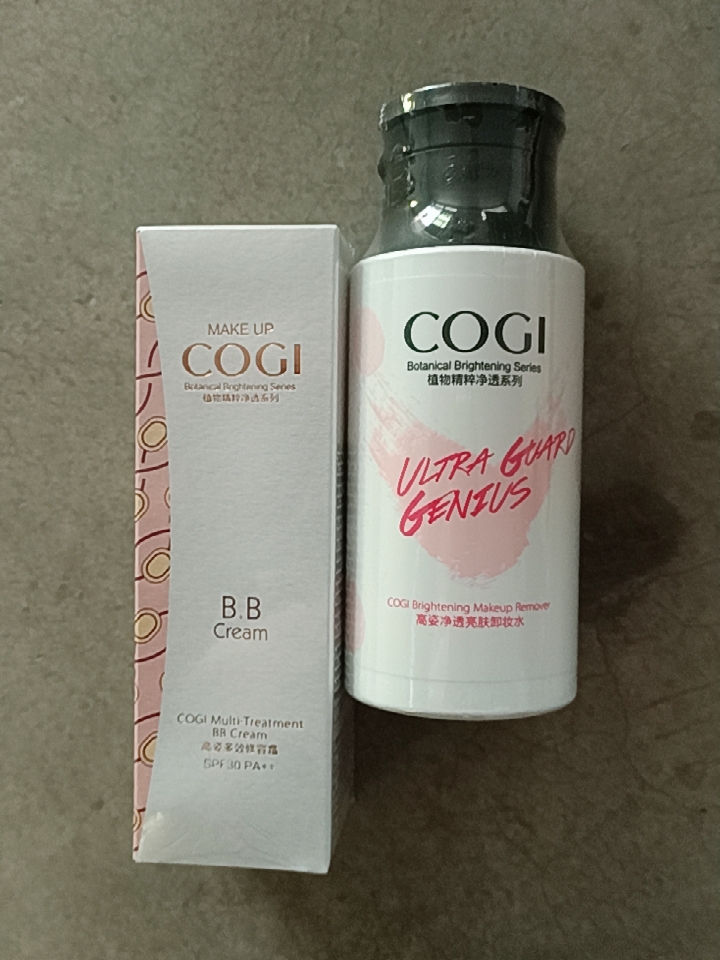 MAKE UP
COGI
Botanical Brightening Series
植物精粹净透系列
B.B
Cream
COGI Multi-Treatment
BB Cream
高姿多效修容霜
SPF30 PA++
COGI
Botanical Brightening Series
植物精粹净透系列
ULTRA GUARD
GENIUS
COGI Brightening Makeup Remover
高姿净透亮肤卸妆水